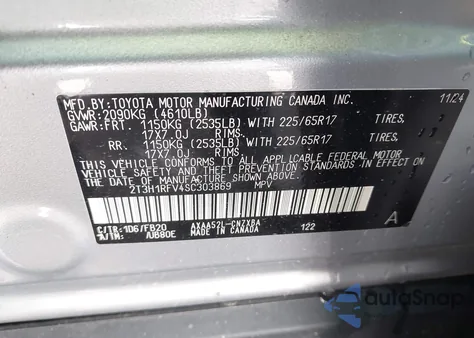 MFD.BY:TOYOTA MOTOR MANUFACTURING CANADA INC. 11/24
GVWR:2090KG (4610LB)
GAWR:FRT. 1150KG (2535LB) WITH 225/65R17 TIRES,
17X7.0J RIMS,
RR. 1150KG (2535LB) WITH 225/65R17 TIRES,
17X7.0J RIMS,
THIS VEHICLE CONFORMS TO ALL APPLICABLE FEDERAL MOTOR
VEHICLE SAFETY, BUMPER, AND THEFT PREVENTION STANDARDS IN EFFECT ON
THE DATE OF MANUFACTURE SHOWN ABOVE.
2T3H1RFV4SC303869 MPV
C/TR:1D6/FB20 AXAA52L-CNZXBA A
A/TM: /UB80E MADE IN CANADA 122
autoSnap